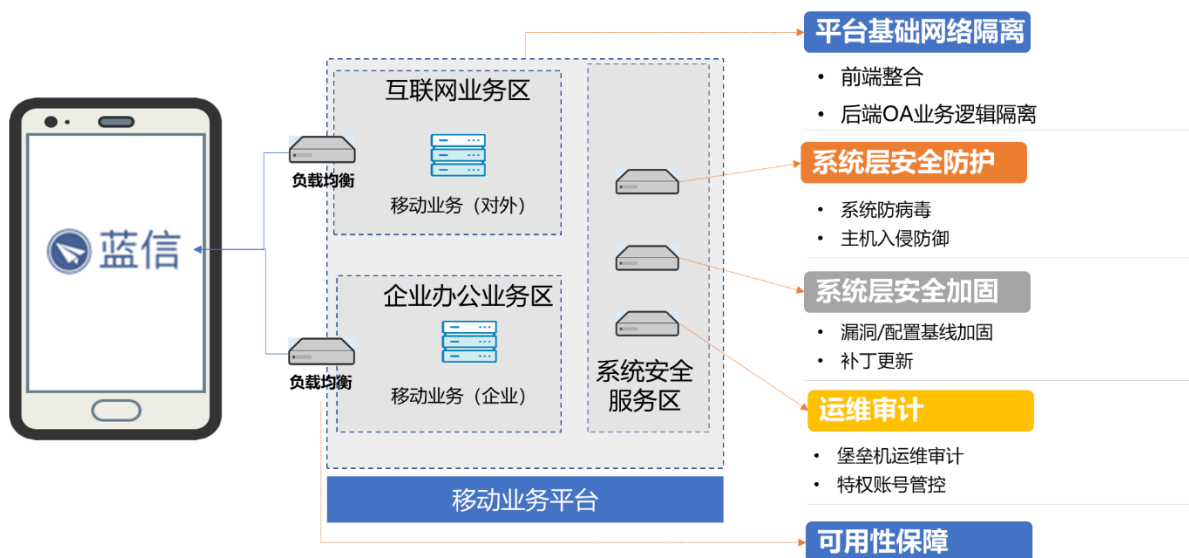 蓝信
互联网业务区
负载均衡
移动业务（对外）
企业办公业务区
负载均衡
移动业务（企业）
系统安全
服务区
移动业务平台
平台基础网络隔离
• 前端整合
• 后端OA业务逻辑隔离
系统层安全防护
• 系统防病毒
• 主机入侵防御
系统层安全加固
• 漏洞/配置基线加固
• 补丁更新
运维审计
• 堡垒机运维审计
• 特权账号管控
可用性保障